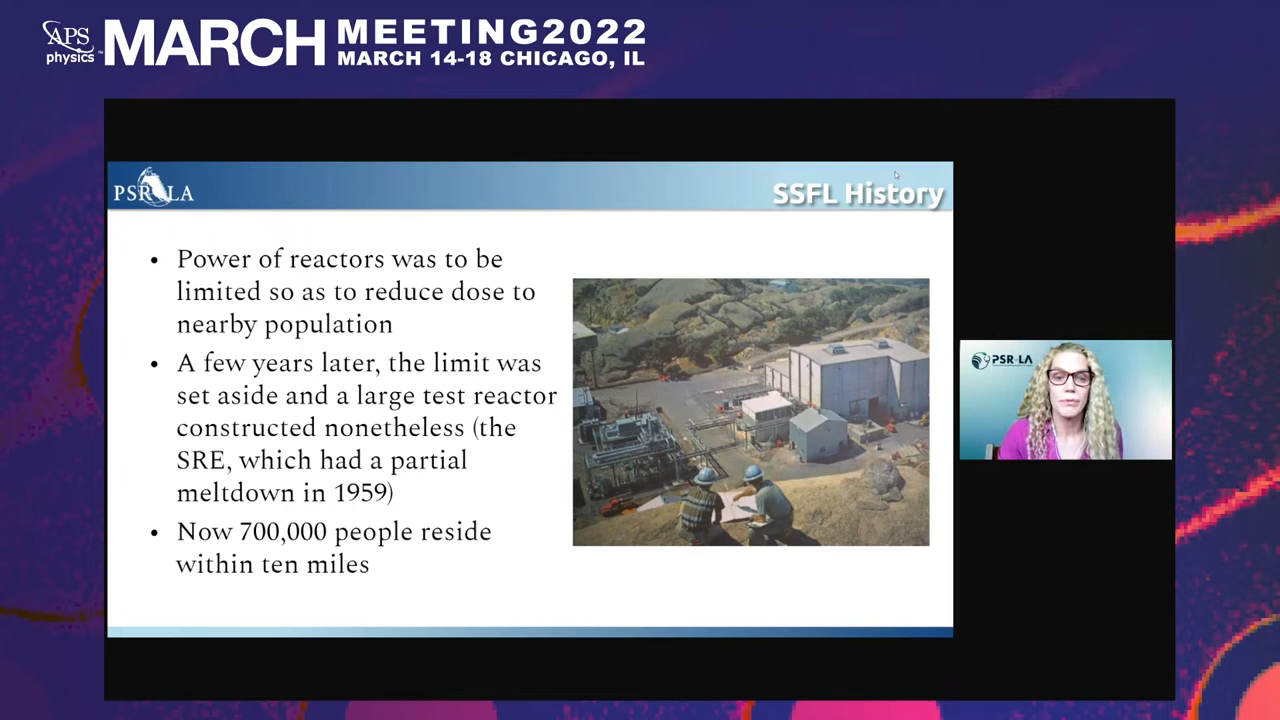 APS
physics
MARCH
MEETING2022
MARCH 14-18 CHICAGO, IL
PSR LA
SSFL History
• Power of reactors was to be
limited so as to reduce dose to
nearby population
• A few years later, the limit was
set aside and a large test reactor
constructed nonetheless (the
SRE, which had a partial
meltdown in 1959)
• Now 700,000 people reside
within ten miles
PSR LA